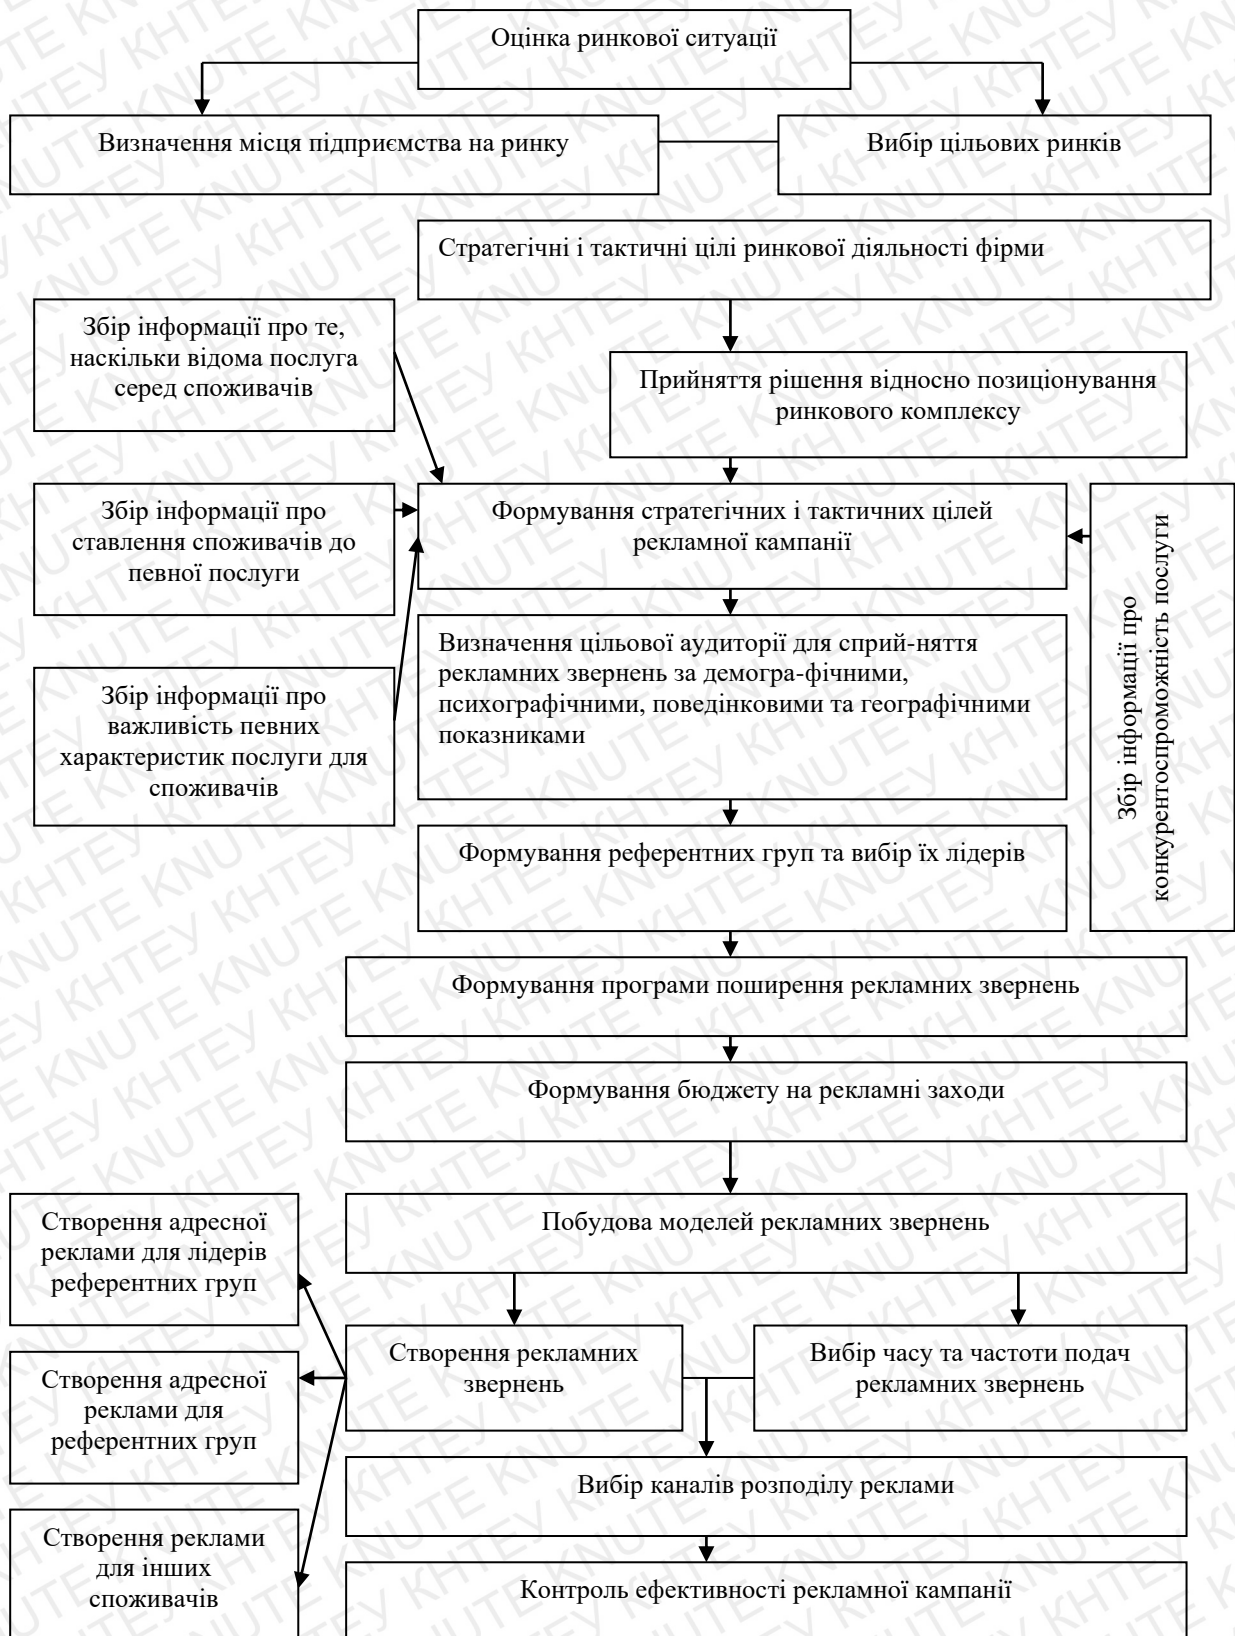 Оцінка ринкової ситуації
Визначення місця підприємства на ринку
Вибір цільових ринків
Стратегічні і тактичні цілі ринкової діяльності фірми
Збір інформації про те,
наскільки відома послуга
серед споживачів
Прийняття рішення відносно позиціонування
ринкового комплексу
Збір інформації про
ставлення споживачів до
певної послуги
Формування стратегічних і тактичних цілей
рекламної кампанії
Збір інформації про
конкурентоспроможність послуги
Визначення цільової аудиторії для сприй-няття
рекламних звернень за демогра-фічними,
психографічними, поведінковими та географічними
показниками
Збір інформації про
важливість певних
характеристик послуги для
споживачів
Формування референтних груп та вибір їх лідерів
Формування програми поширення рекламних звернень
Формування бюджету на рекламні заходи
Побудова моделей рекламних звернень
Створення адресної
реклами для лідерів
референтних груп
Створення рекламних
звернень
Вибір часу та частоти подач
рекламних звернень
Створення адресної
реклами для
референтних груп
Вибір каналів розподілу реклами
Створення реклами
для інших
споживачів
Контроль ефективності рекламної кампанії